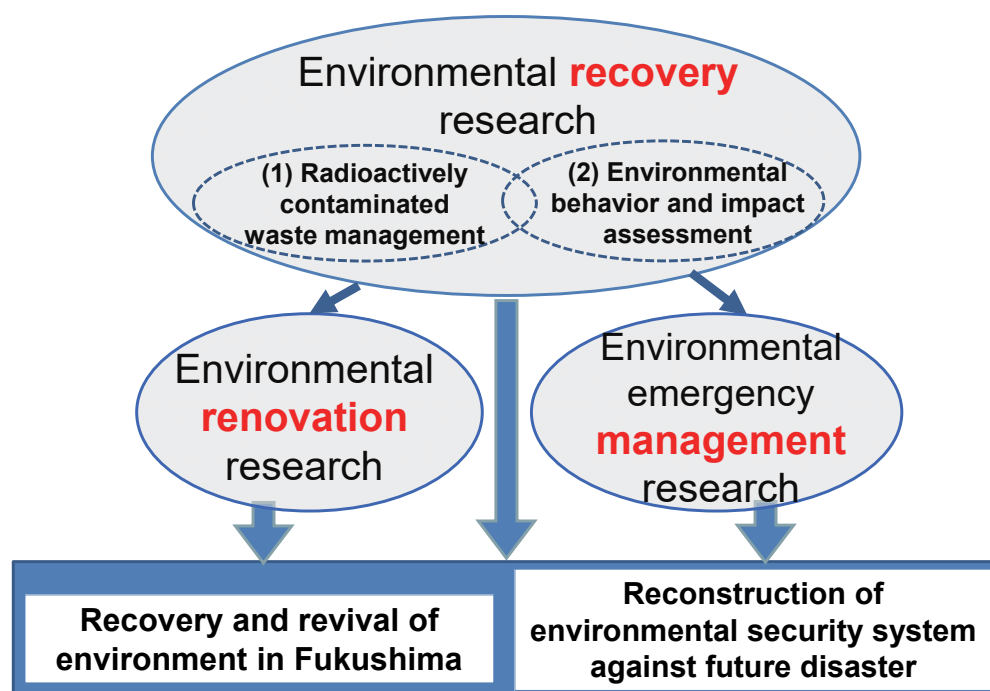 Environmental recovery
research
(1) Radioactively
contaminated
waste management
(2) Environmental
behavior and impact
assessment
Environmental
renovation
research
Environmental
emergency
management
research
Recovery and revival of
environment in Fukushima
Reconstruction of
environmental security system
against future disaster